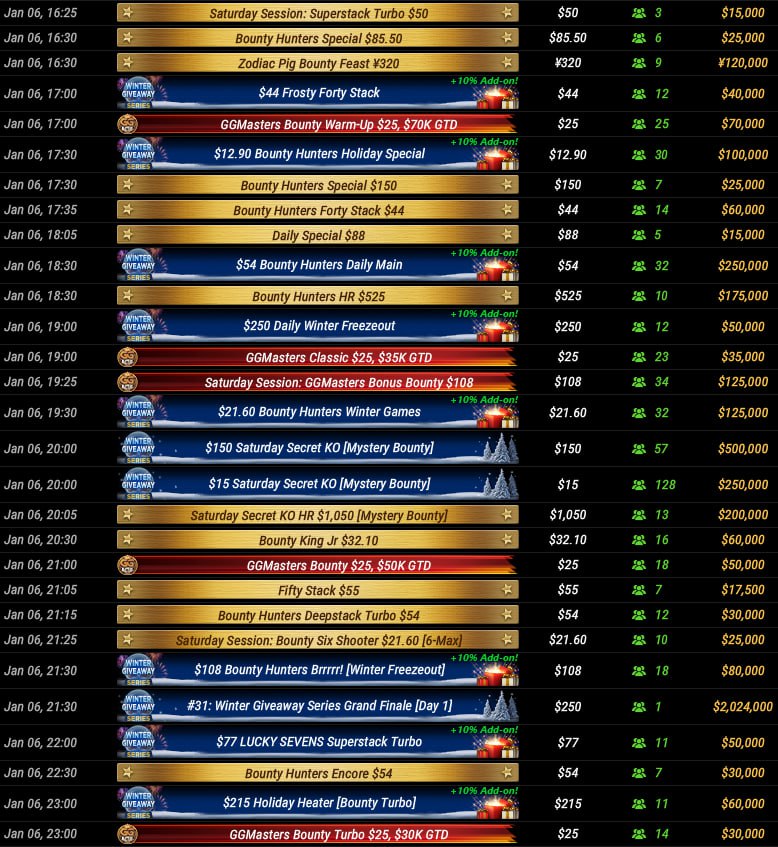 Jan 06, 16:25 Saturday Session: Superstack Turbo $50 $50 3 $15,000
Jan 06, 16:30 Bounty Hunters Special $85.50 $85.50 6 $25,000
Jan 06, 16:30 Zodiac Pig Bounty Feast ¥320 ¥320 9 ¥120,000
+10% Add-on!
Jan 06, 17:00 WINTER GIVEAWAY SERIES $44 Frosty Forty Stack $44 12 $40,000
Jan 06, 17:00 GGMasters Bounty Warm-Up $25, $70K GTD $25 25 $70,000
+10% Add-on!
Jan 06, 17:30 WINTER GIVEAWAY SERIES $12.90 Bounty Hunters Holiday Special $12.90 30 $100,000
Jan 06, 17:30 Bounty Hunters Special $150 $150 7 $25,000
Jan 06, 17:35 Bounty Hunters Forty Stack $44 $44 14 $60,000
Jan 06, 18:05 Daily Special $88 $88 5 $15,000
+10% Add-on!
Jan 06, 18:30 WINTER GIVEAWAY SERIES $54 Bounty Hunters Daily Main $54 32 $250,000
Jan 06, 18:30 Bounty Hunters HR $525 $525 10 $175,000
+10% Add-on!
Jan 06, 19:00 WINTER GIVEAWAY SERIES $250 Daily Winter Freezeout $250 12 $50,000
Jan 06, 19:00 GGMasters Classic $25, $35K GTD $25 23 $35,000
Jan 06, 19:25 Saturday Session: GGMasters Bonus Bounty $108 $108 34 $125,000
+10% Add-on!
Jan 06, 19:30 WINTER GIVEAWAY SERIES $21.60 Bounty Hunters Winter Games $21.60 32 $125,000
Jan 06, 20:00 WINTER GIVEAWAY SERIES $150 Saturday Secret KO [Mystery Bounty] $150 57 $500,000
Jan 06, 20:00 WINTER GIVEAWAY SERIES $15 Saturday Secret KO [Mystery Bounty] $15 128 $250,000
Jan 06, 20:05 Saturday Secret KO HR $1,050 [Mystery Bounty] $1,050 13 $200,000
Jan 06, 20:30 Bounty King Jr $32.10 $32.10 16 $60,000
Jan 06, 21:00 GGMasters Bounty $25, $50K GTD $25 18 $50,000
Jan 06, 21:05 Fifty Stack $55 $55 7 $17,500
Jan 06, 21:15 Bounty Hunters Deepstack Turbo $54 $54 12 $30,000
Jan 06, 21:25 Saturday Session: Bounty Six Shooter $21.60 [6-Max] $21.60 10 $25,000
+10% Add-on!
Jan 06, 21:30 WINTER GIVEAWAY SERIES $108 Bounty Hunters Brrrrr! [Winter Freezeout] $108 18 $80,000
Jan 06, 21:30 WINTER GIVEAWAY SERIES #31: Winter Giveaway Series Grand Finale [Day 1] $250 1 $2,024,000
+10% Add-on!
Jan 06, 22:00 WINTER GIVEAWAY SERIES $77 LUCKY SEVENS Superstack Turbo $77 11 $50,000
Jan 06, 22:30 Bounty Hunters Encore $54 $54 7 $30,000
+10% Add-on!
Jan 06, 23:00 WINTER GIVEAWAY SERIES $215 Holiday Heater [Bounty Turbo] $215 11 $60,000
Jan 06, 23:00 GGMasters Bounty Turbo $25, $30K GTD $25 14 $30,000